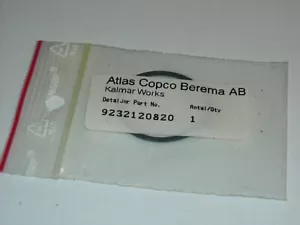 Atlas Copco Berema AB
Kalmar Works
Detaljnr Part No. Antal/Qty
9232120820 1